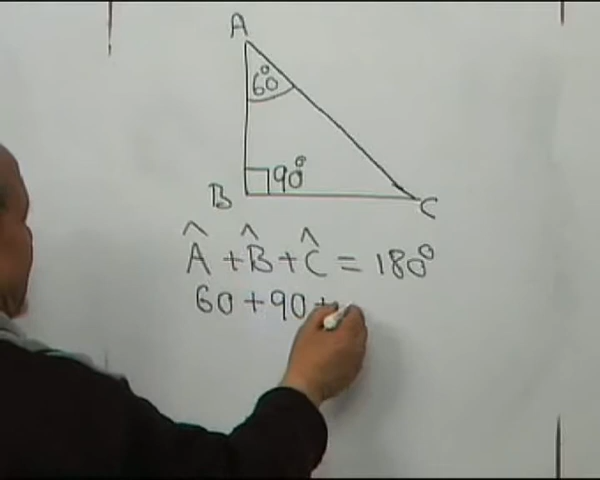 A
60°
90°
B
C
Â + B̂ + Ĉ = 180°
60 + 90 +